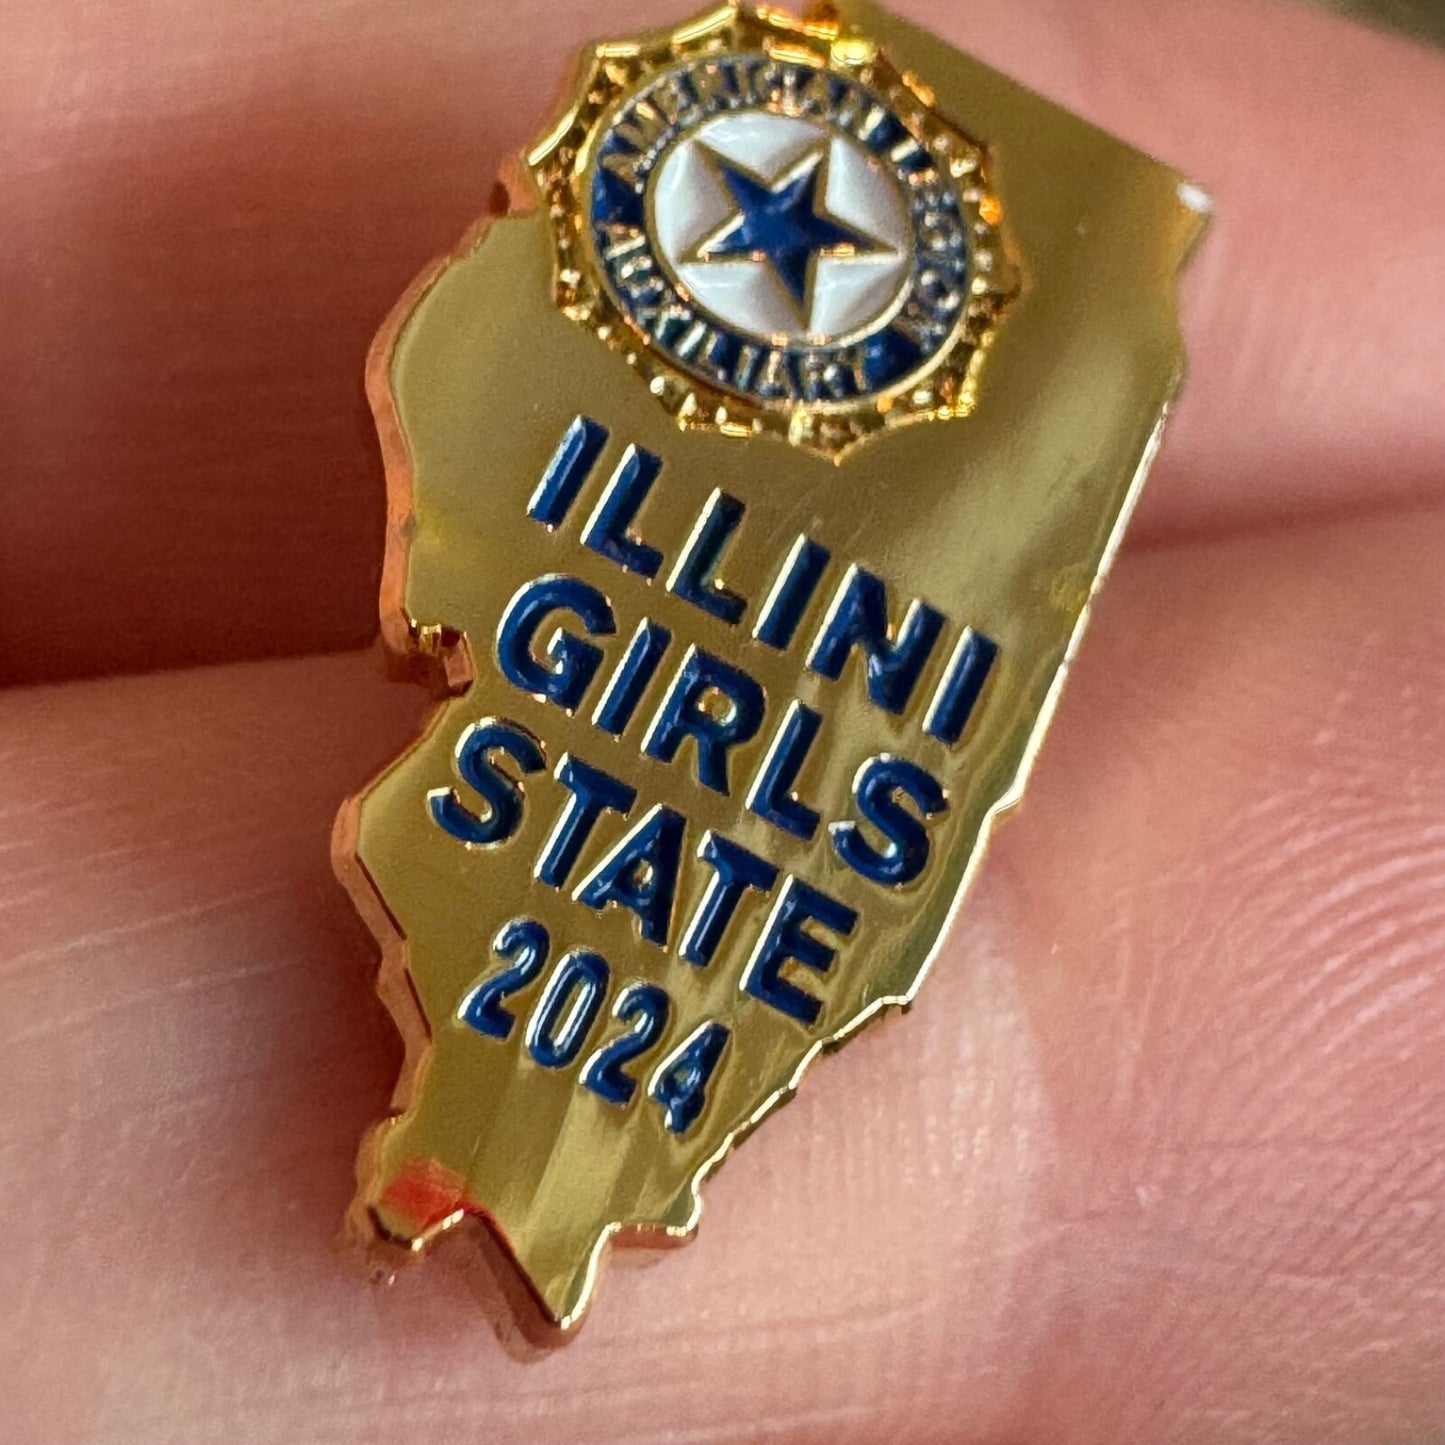 AMERICAN LEGION
AUXILIARY
ILLINI
GIRLS
STATE
2024